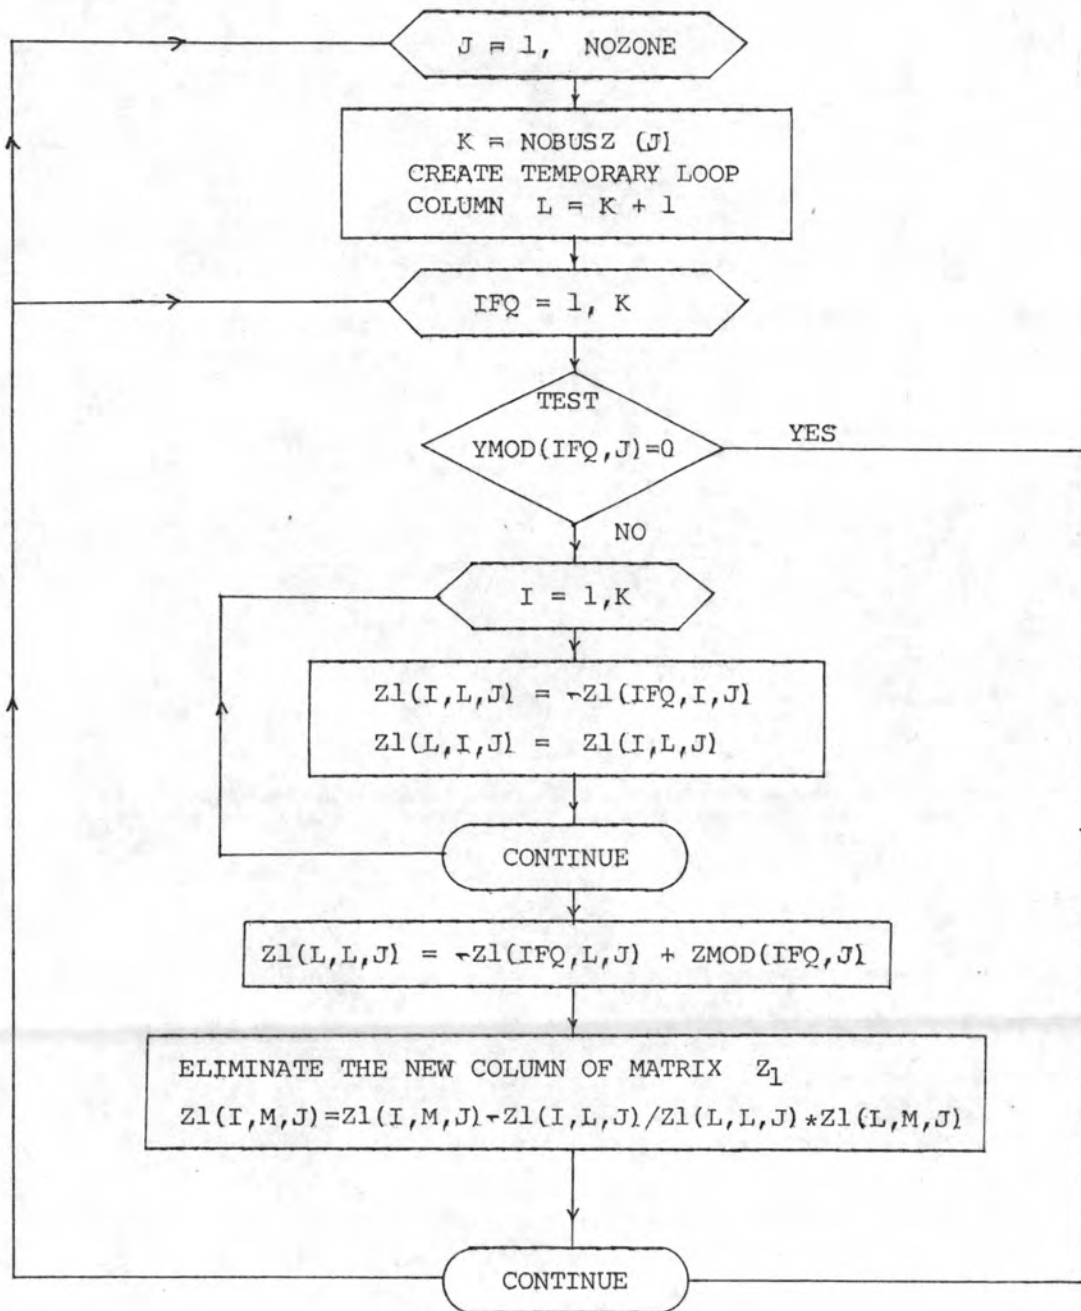 J = 1, NOZONE
K = NOBUSZ (J)
CREATE TEMPORARY LOOP
COLUMN L = K + 1
IFQ = 1, K
TEST
YMOD(IFQ,J)=0
YES
NO
I = 1,K
Z1(I,L,J) = -Z1(IFQ,I,J)
Z1(L,I,J) = Z1(I,L,J)
CONTINUE
Z1(L,L,J) = -Z1(IFQ,L,J) + ZMOD(IFQ,J)
ELIMINATE THE NEW COLUMN OF MATRIX Z1
Z1(I,M,J)=Z1(I,M,J)-Z1(I,L,J)/Z1(L,L,J)*Z1(L,M,J)
CONTINUE